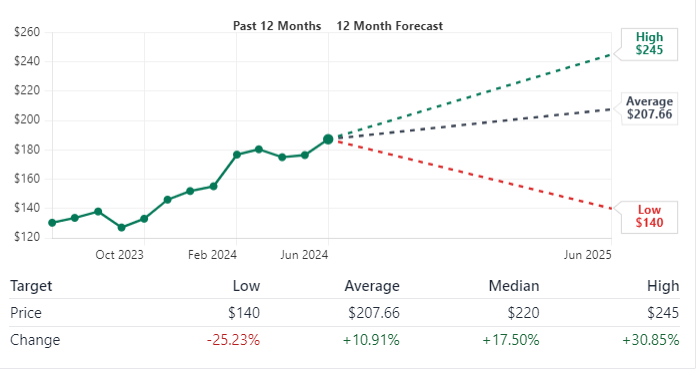 Past 12 Months 12 Month Forecast
$260
$240
$220
$200
$180
$160
$140
$120
High
$245
Average
$207.66
Low
$140
Oct 2023 Feb 2024 Jun 2024 Jun 2025
Target Low Average Median High
Price $140 $207.66 $220 $245
Change -25.23% +10.91% +17.50% +30.85%